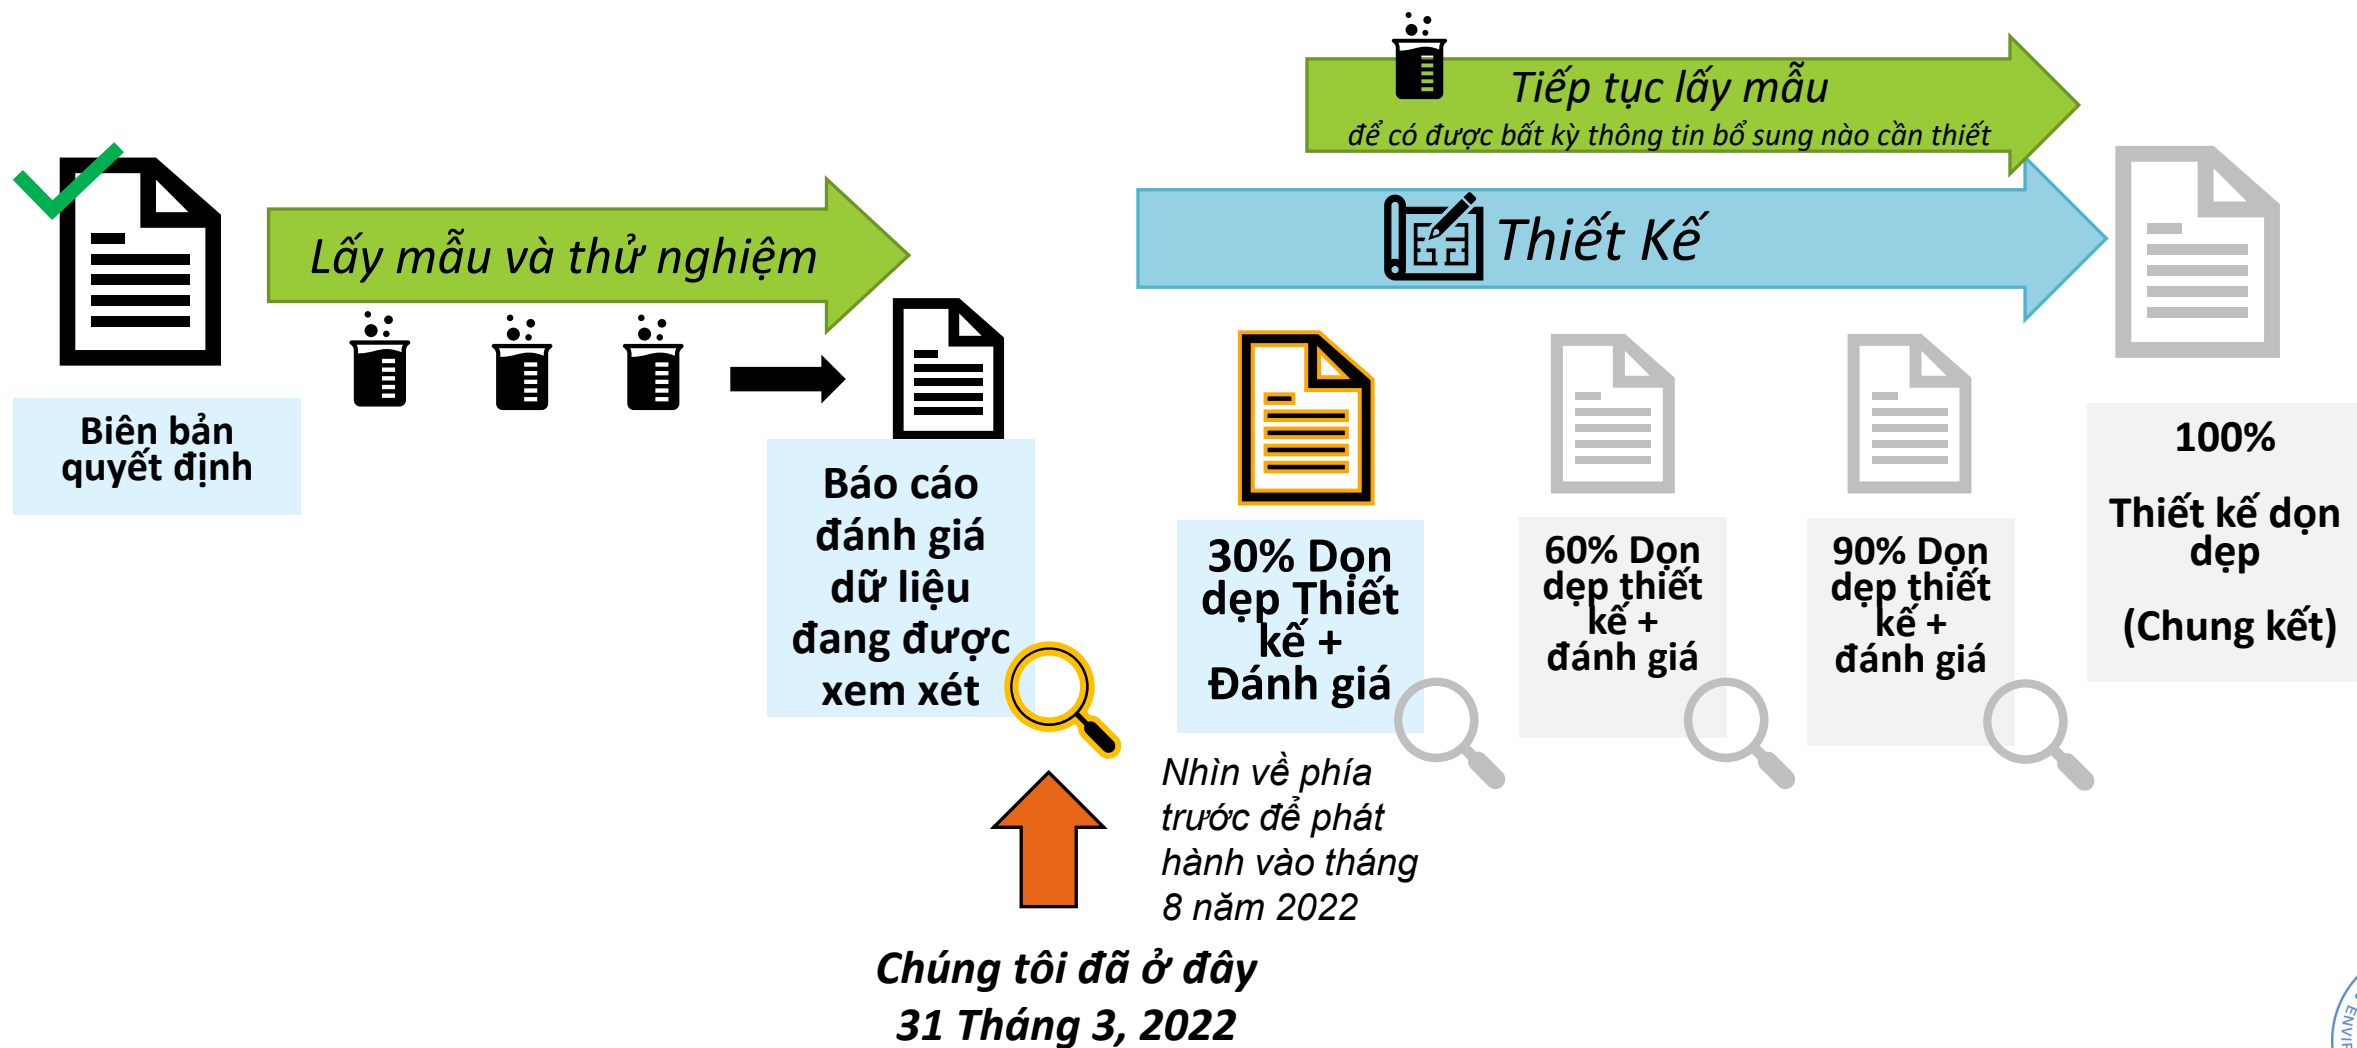 Tiếp tục lấy mẫu
để có được bất kỳ thông tin bổ sung nào cần thiết
Lấy mẫu và thử nghiệm
Thiết Kế
Biên bản
quyết định
Báo cáo
đánh giá
dữ liệu
đang được
xem xét
30% Dọn
dẹp Thiết
kế +
Đánh giá
60% Dọn
dẹp thiết
kế +
đánh giá
90% Dọn
dẹp thiết
kế +
đánh giá
100%
Thiết kế dọn
dẹp
(Chung kết)
Nhìn về phía
trước để phát
hành vào tháng
8 năm 2022
Chúng tôi đã ở đây
31 Tháng 3, 2022